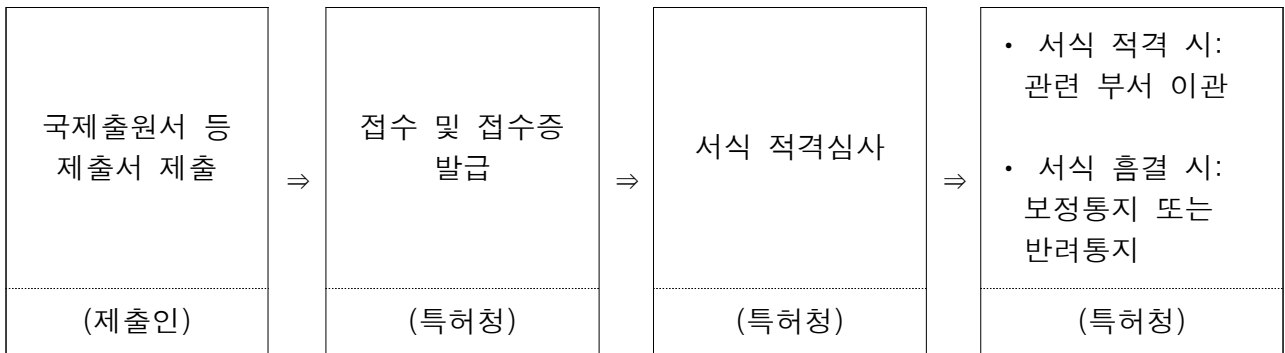 국제출원서 등
제출서 제출
(제출인)
⇒
접수 및 접수증
발급
(특허청)
⇒
서식 적격심사
(특허청)
⇒
• 서식 적격 시:
관련 부서 이관
• 서식 흠결 시:
보정통지 또는
반려통지
(특허청)